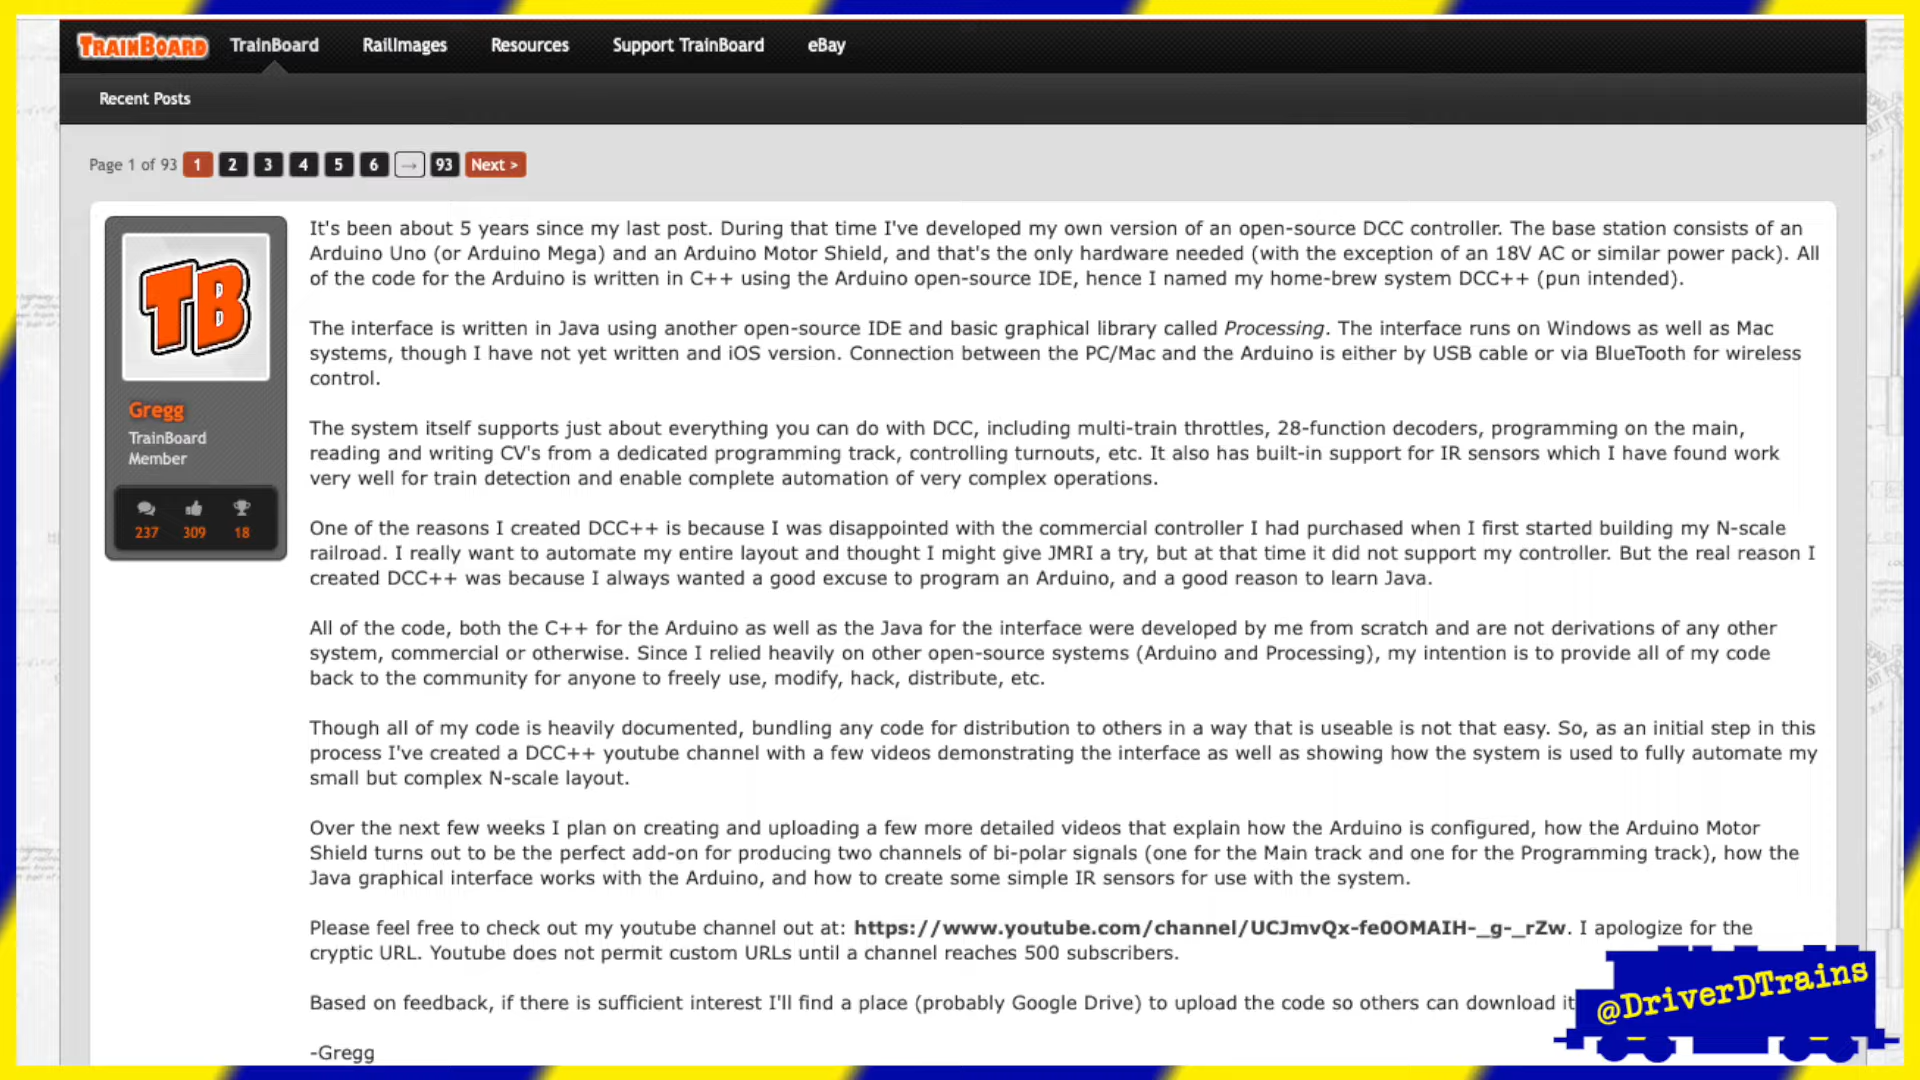 TRAINBOARD TrainBoard RailImages Resources Support TrainBoard eBay
Recent Posts
Page 1 of 93 1 2 3 4 5 6 → 93 Next >
It's been about 5 years since my last post. During that time I've developed my own version of an open-source DCC controller. The base station consists of an
Arduino Uno (or Arduino Mega) and an Arduino Motor Shield, and that's the only hardware needed (with the exception of an 18V AC or similar power pack). All
of the code for the Arduino is written in C++ using the Arduino open-source IDE, hence I named my home-brew system DCC++ (pun intended).
The interface is written in Java using another open-source IDE and basic graphical library called Processing. The interface runs on Windows as well as Mac
systems, though I have not yet written and iOS version. Connection between the PC/Mac and the Arduino is either by USB cable or via BlueTooth for wireless
control.
TB
Gregg
TrainBoard
Member
237 309 18
The system itself supports just about everything you can do with DCC, including multi-train throttles, 28-function decoders, programming on the main,
reading and writing CV's from a dedicated programming track, controlling turnouts, etc. It also has built-in support for IR sensors which I have found work
very well for train detection and enable complete automation of very complex operations.
One of the reasons I created DCC++ is because I was disappointed with the commercial controller I had purchased when I first started building my N-scale
railroad. I really want to automate my entire layout and thought I might give JMRI a try, but at that time it did not support my controller. But the real reason I
created DCC++ was because I always wanted a good excuse to program an Arduino, and a good reason to learn Java.
All of the code, both the C++ for the Arduino as well as the Java for the interface were developed by me from scratch and are not derivations of any other
system, commercial or otherwise. Since I relied heavily on other open-source systems (Arduino and Processing), my intention is to provide all of my code
back to the community for anyone to freely use, modify, hack, distribute, etc.
Though all of my code is heavily documented, bundling any code for distribution to others in a way that is useable is not that easy. So, as an initial step in this
process I've created a DCC++ youtube channel with a few videos demonstrating the interface as well as showing how the system is used to fully automate my
small but complex N-scale layout.
Over the next few weeks I plan on creating and uploading a few more detailed videos that explain how the Arduino is configured, how the Arduino Motor
Shield turns out to be the perfect add-on for producing two channels of bi-polar signals (one for the Main track and one for the Programming track), how the
Java graphical interface works with the Arduino, and how to create some simple IR sensors for use with the system.
Please feel free to check out my youtube channel out at: https://www.youtube.com/channel/UCJmvQx-fe0OMAIH-_g-_rZw. I apologize for the
cryptic URL. Youtube does not permit custom URLs until a channel reaches 500 subscribers.
Based on feedback, if there is sufficient interest I'll find a place (probably Google Drive) to upload the code so others can download it
-Gregg
@DriverDTrains